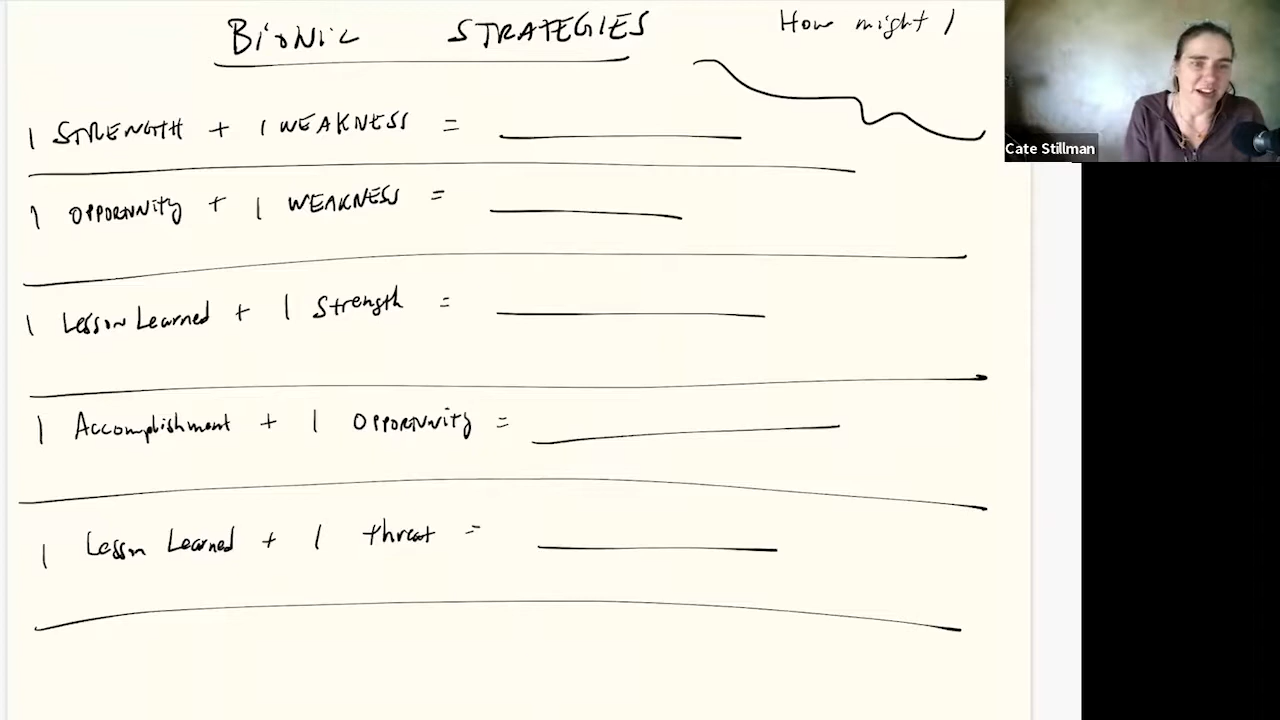 BiONiC STRATEGIES
How might I
Cate Stillman
1 STRENGTH + 1 WEAKNESS =
1 OPPORTUNITY + 1 WEAKNESS =
1 Lesson Learned + 1 Strength =
1 Accomplishment + 1 OPPORTUNITY =
1 Lesson Learned + 1 threat =